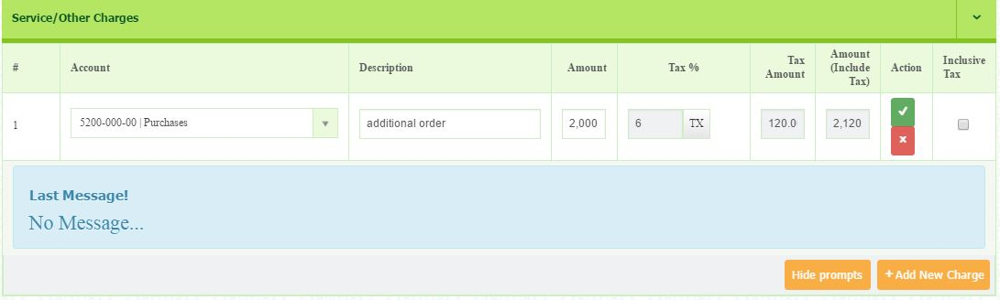 Service/Other Charges
# Account Description Amount Tax % Tax Amount Amount (Include Tax) Action Inclusive Tax
1 5200-000-00 | Purchases additional order 2,000 6 TX 120.0 2,120
Last Message!
No Message...
Hide prompts + Add New Charge